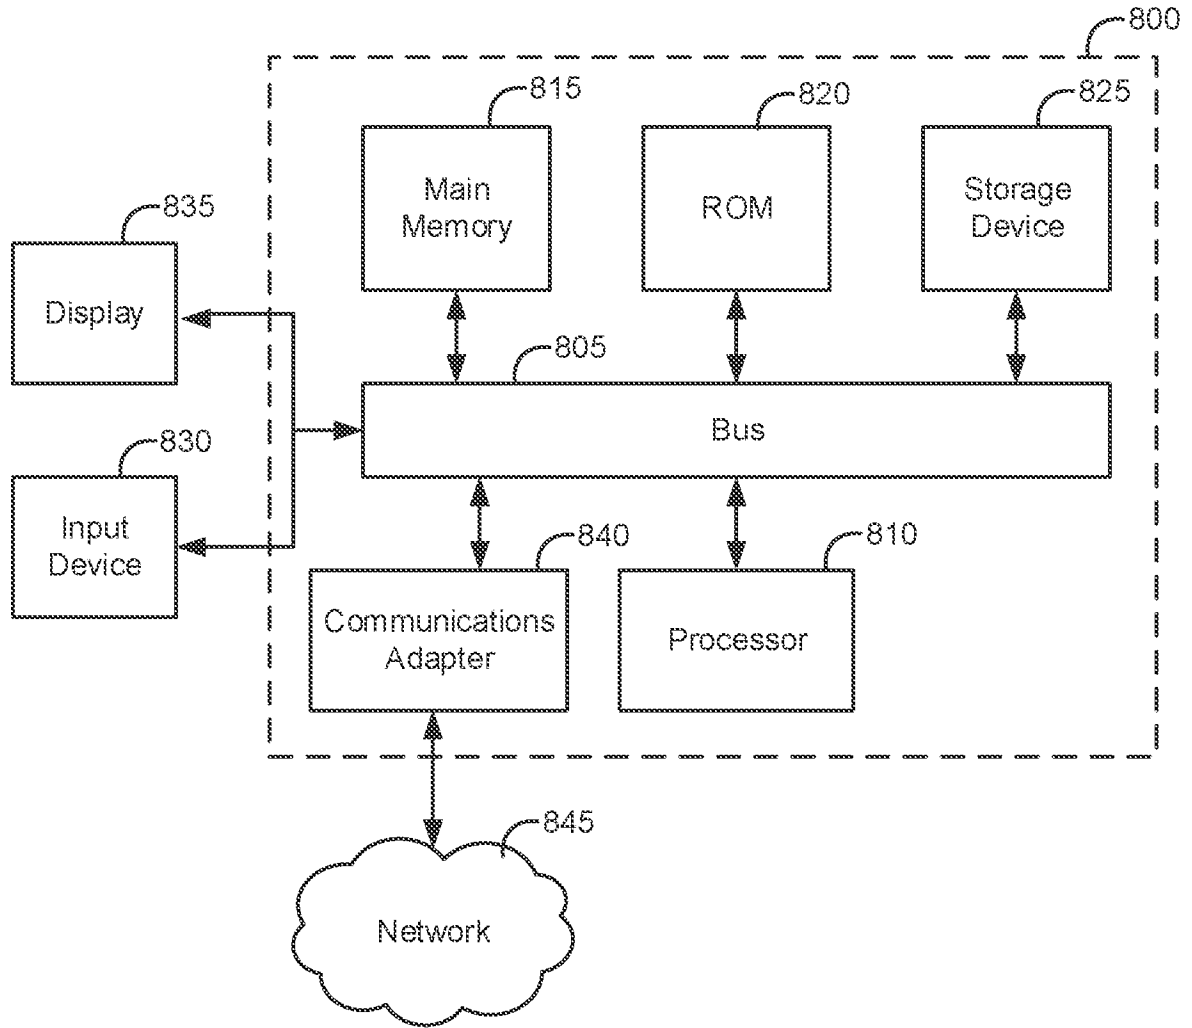 800
815
820
825
Main
Memory
ROM
Storage
Device
835
Display
805
Bus
830
Input
Device
840
810
Communications
Adapter
Processor
845
Network